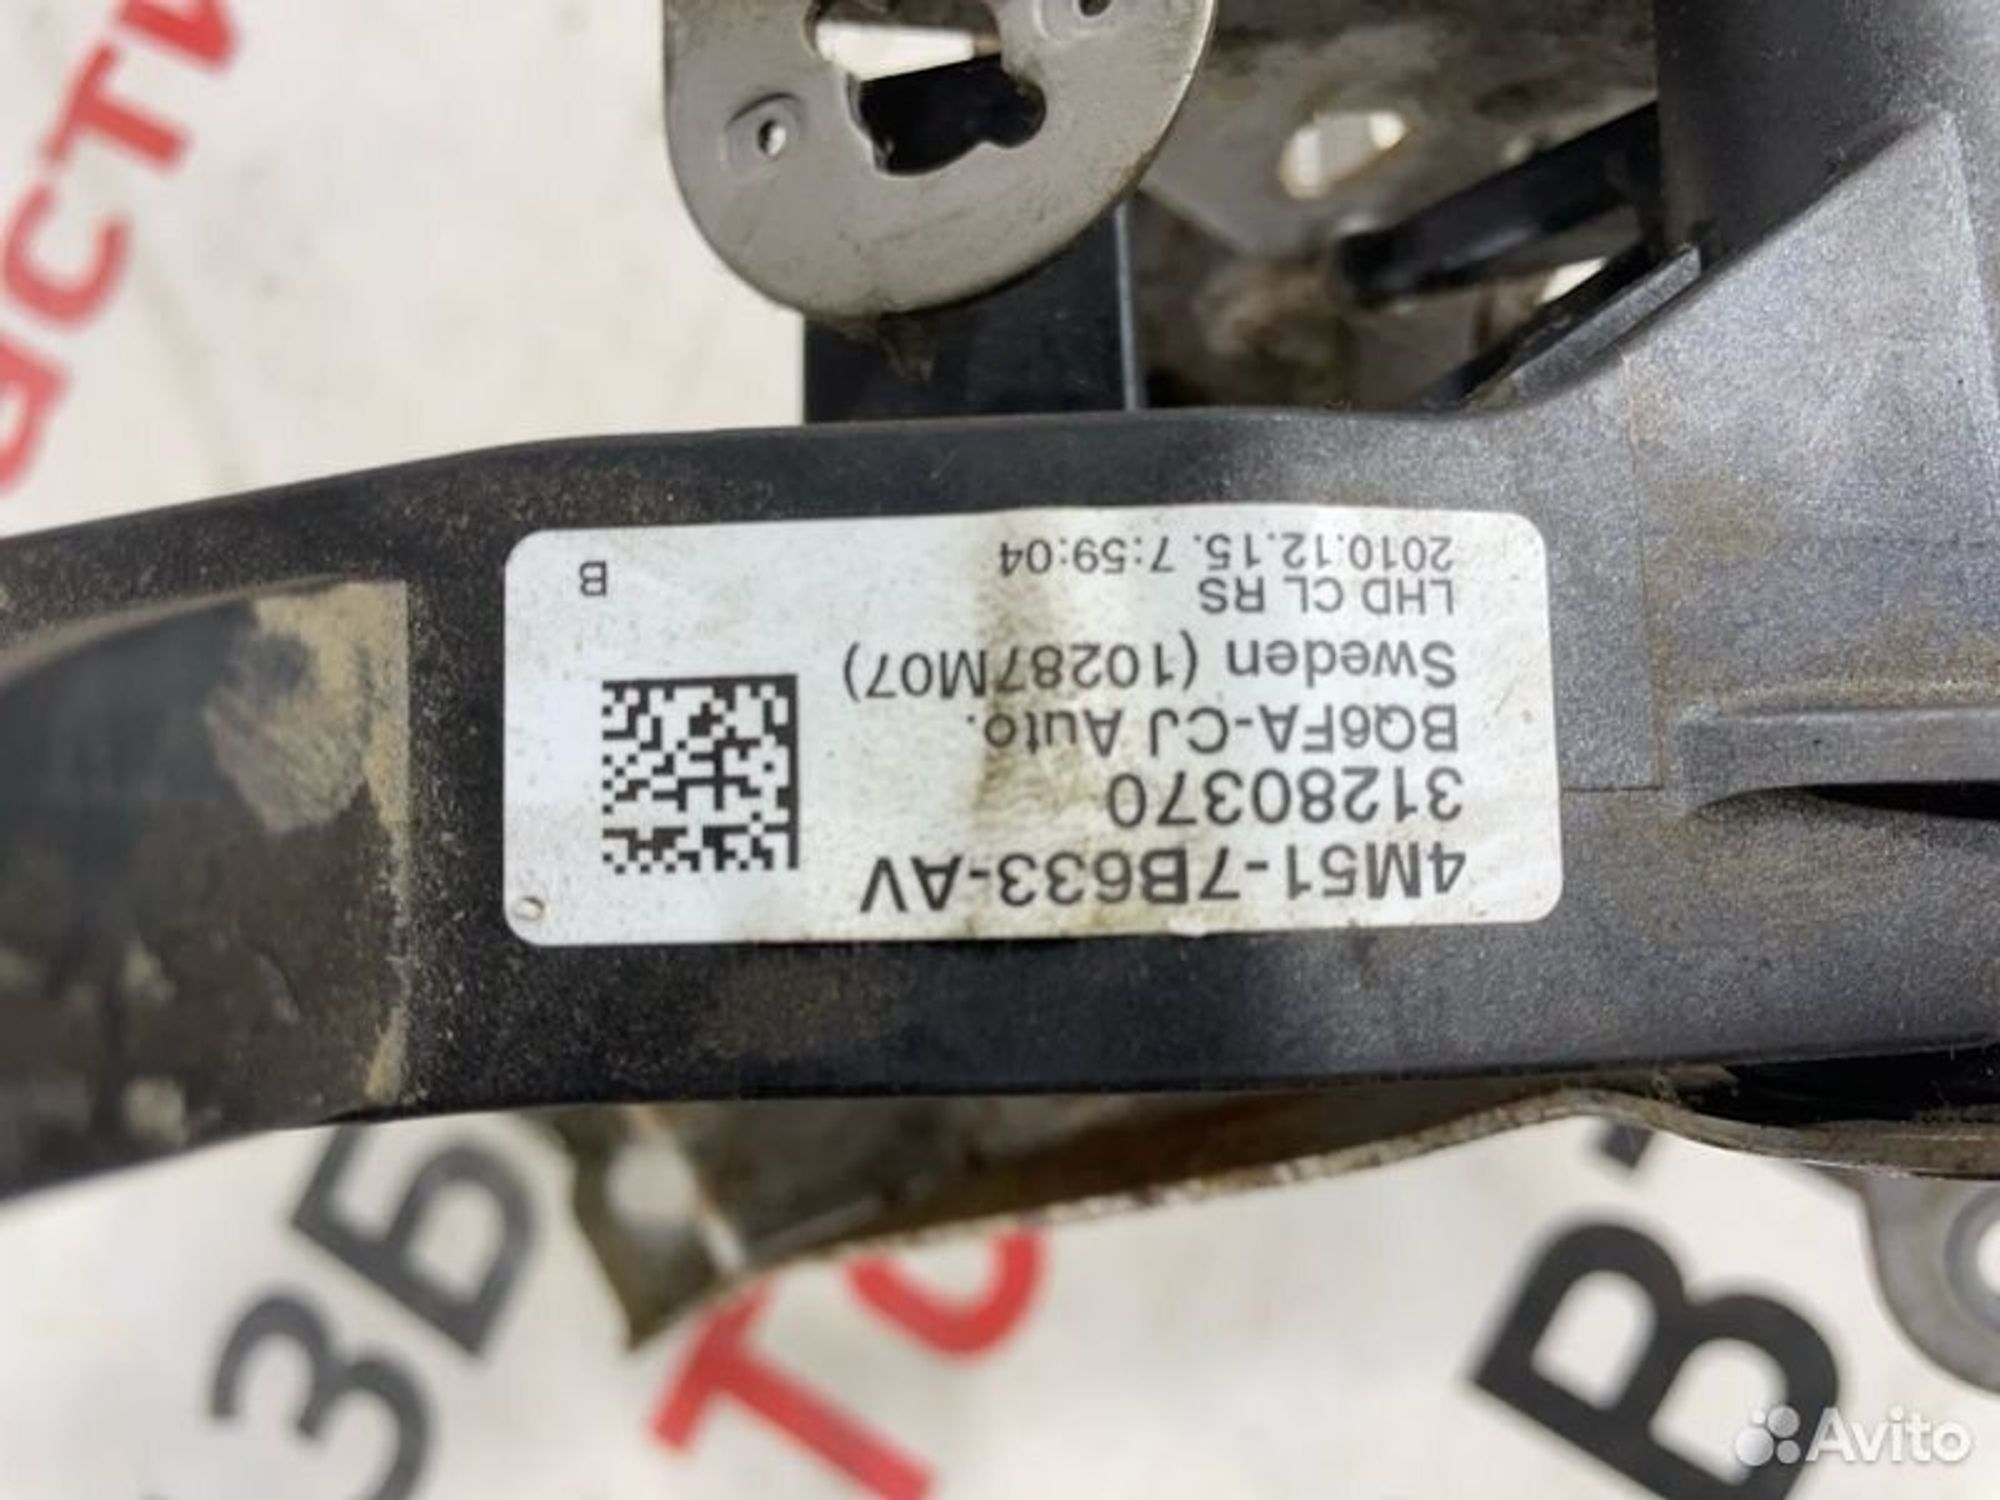 4M51-7B633-AV
31280370
BQ6FA-CJ Auto.
Sweden (10287M07)
LHD CL RS
2010.12.15. 7:59:04
B
Avito